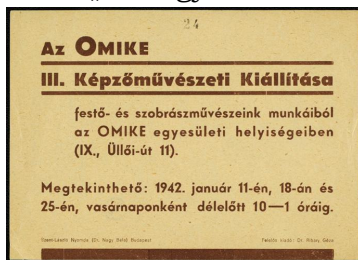 24
Az OMIKE
III. Képzőművészeti Kiállítása
festő- és szobrászművészeink munkáiból
az OMIKE egyesületi helyiségeiben
(IX., Üllői-út 11).
Megtekinthető: 1942. január 11-én, 18-án és
25-én, vasárnaponként délelőtt 10—1 óráig.